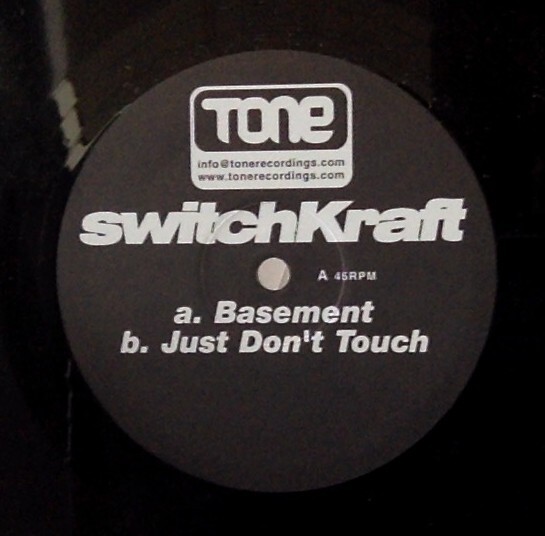 TONE
info@tonerecordings.com
www.tonerecordings.com
switchKraft
A 45RPM
a. Basement
b. Just Don't Touch